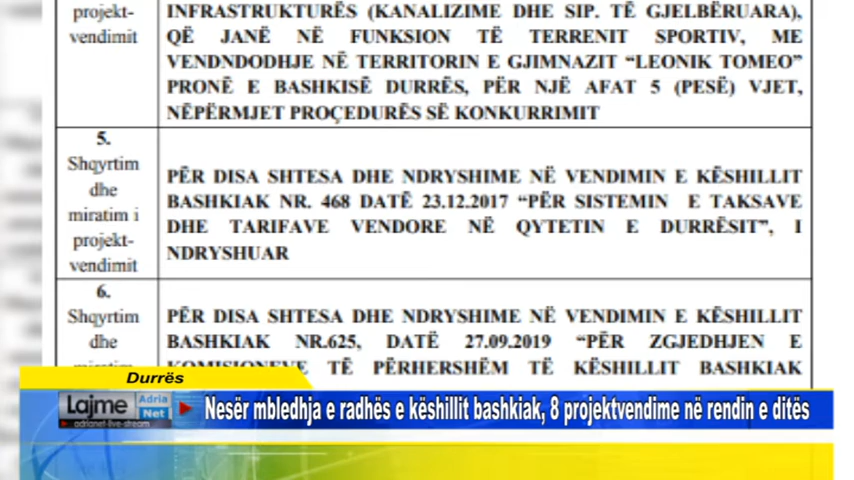 projekt-
vendimit
INFRASTRUKTURËS (KANALIZIME DHE SIP. TË GJELBËRUARA),
QË JANË NË FUNKSION TË TERRENIT SPORTIV, ME
VENDNDODHJE NË TERRITORIN E GJIMNAZIT “LEONIK TOMEO”
PRONË E BASHKISË DURRËS, PËR NJË AFAT 5 (PESË) VJET,
NËPËRMJET PROÇEDURËS SË KONKURRIMIT
5.
Shqyrtim
dhe
miratim i
projekt-
vendimit
PËR DISA SHTESA DHE NDRYSHIME NË VENDIMIN E KËSHILLIT
BASHKIAK NR. 468 DATË 23.12.2017 “PËR SISTEMIN E TAKSAVE
DHE TARIFAVE VENDORE NË QYTETIN E DURRËSIT”, I
NDRYSHUAR
6.
Shqyrtim
dhe
miratim
PËR DISA SHTESA DHE NDRYSHIME NË VENDIMIN E KËSHILLIT
BASHKIAK NR.625, DATË 27.09.2019 “PËR ZGJEDHJEN E
KOMISIONEVE TË PËRHERSHËM TË KËSHILLIT BASHKIAK
Durrës
Lajme Adria
Net
adrianet-live-stream
Nesër mbledhja e radhës e këshillit bashkiak, 8 projektvendime në rendin e ditës